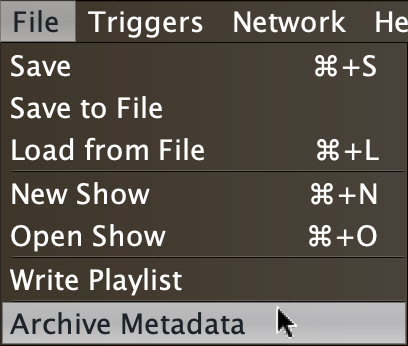 File Triggers Network He
Save ⌘+S
Save to File
Load from File ⌘+L
New Show ⌘+N
Open Show ⌘+O
Write Playlist
Archive Metadata